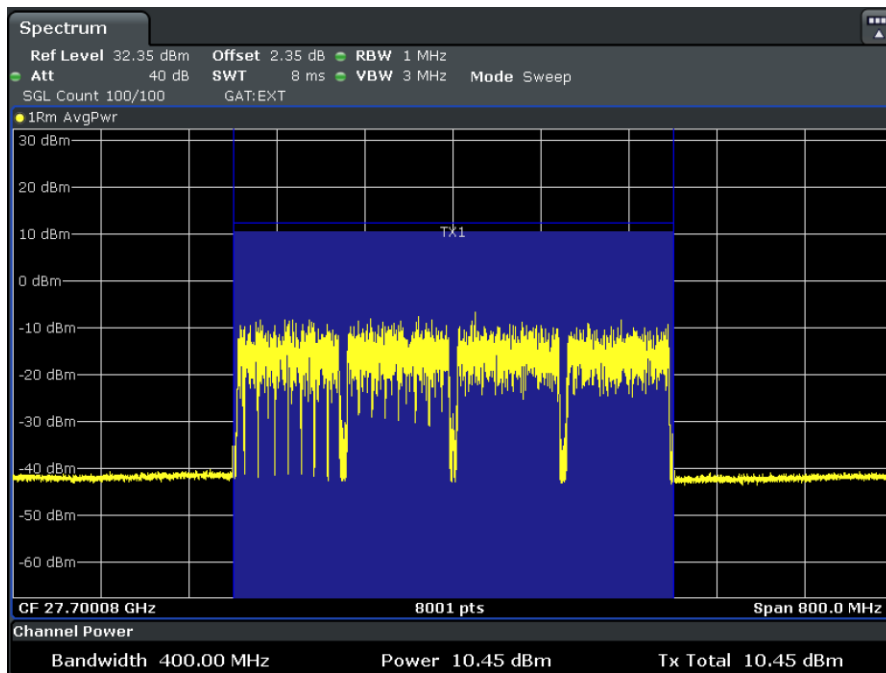 Spectrum
Ref Level 32.35 dBm Offset 2.35 dB RBW 1 MHz
Att 40 dB SWT 8 ms VBW 3 MHz Mode Sweep
SGL Count 100/100 GAT:EXT
1Rm AvgPwr
30 dBm
20 dBm
10 dBm
TX1
0 dBm
-10 dBm
-20 dBm
-30 dBm
-40 dBm
-50 dBm
-60 dBm
CF 27.70008 GHz 8001 pts Span 800.0 MHz
Channel Power
Bandwidth 400.00 MHz Power 10.45 dBm Tx Total 10.45 dBm